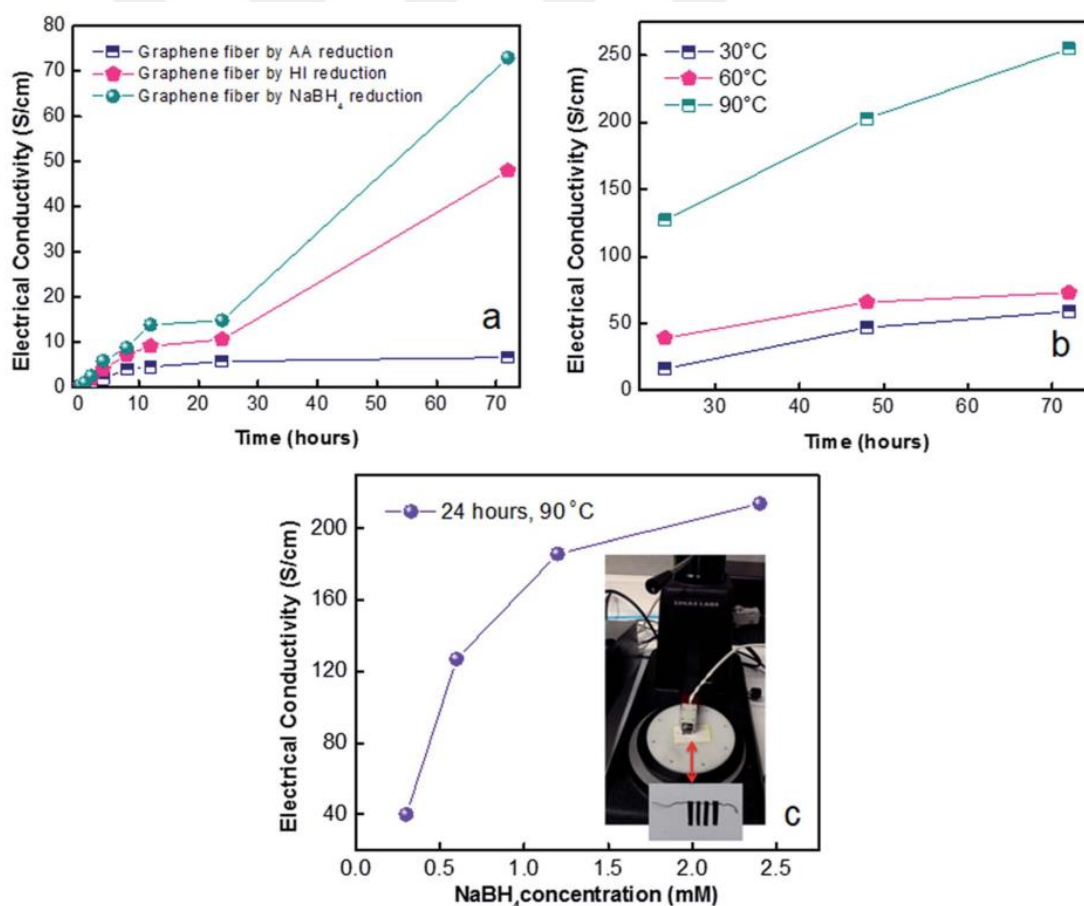 80
70
60
50
40
30
20
10
0
Electrical Conductivity (S/cm)
Graphene fiber by AA reduction
Graphene fiber by HI reduction
Graphene fiber by NaBH4 reduction
a
0 10 20 30 40 50 60 70
Time (hours)
250
200
150
100
50
0
Electrical Conductivity (S/cm)
30°C
60°C
90°C
b
30 40 50 60 70
Time (hours)
200
160
120
80
40
Electrical Conductivity (S/cm)
24 hours, 90°C
c
0.0 0.5 1.0 1.5 2.0 2.5
NaBH4concentration (mM)